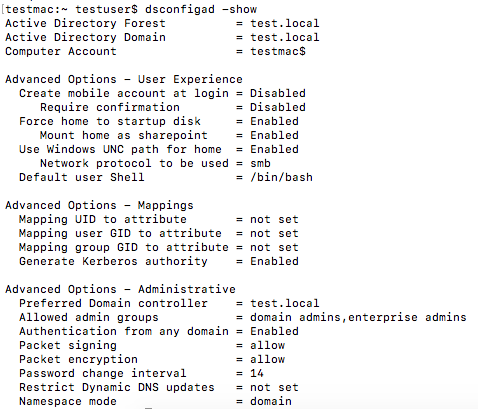 [testmac:~ testuser$ dsconfigad -show
Active Directory Forest          = test.local
Active Directory Domain          = test.local
Computer Account                 = testmac$

Advanced Options - User Experience
  Create mobile account at login = Disabled
     Require confirmation        = Disabled
  Force home to startup disk     = Enabled
     Mount home as sharepoint    = Enabled
  Use Windows UNC path for home  = Enabled
     Network protocol to be used = smb
  Default user Shell             = /bin/bash

Advanced Options - Mappings
  Mapping UID to attribute       = not set
  Mapping user GID to attribute  = not set
  Mapping group GID to attribute = not set
  Generate Kerberos authority    = Enabled

Advanced Options - Administrative
  Preferred Domain controller    = test.local
  Allowed admin groups           = domain admins,enterprise admins
  Authentication from any domain = Enabled
  Packet signing                 = allow
  Packet encryption              = allow
  Password change interval       = 14
  Restrict Dynamic DNS updates   = not set
  Namespace mode                 = domain